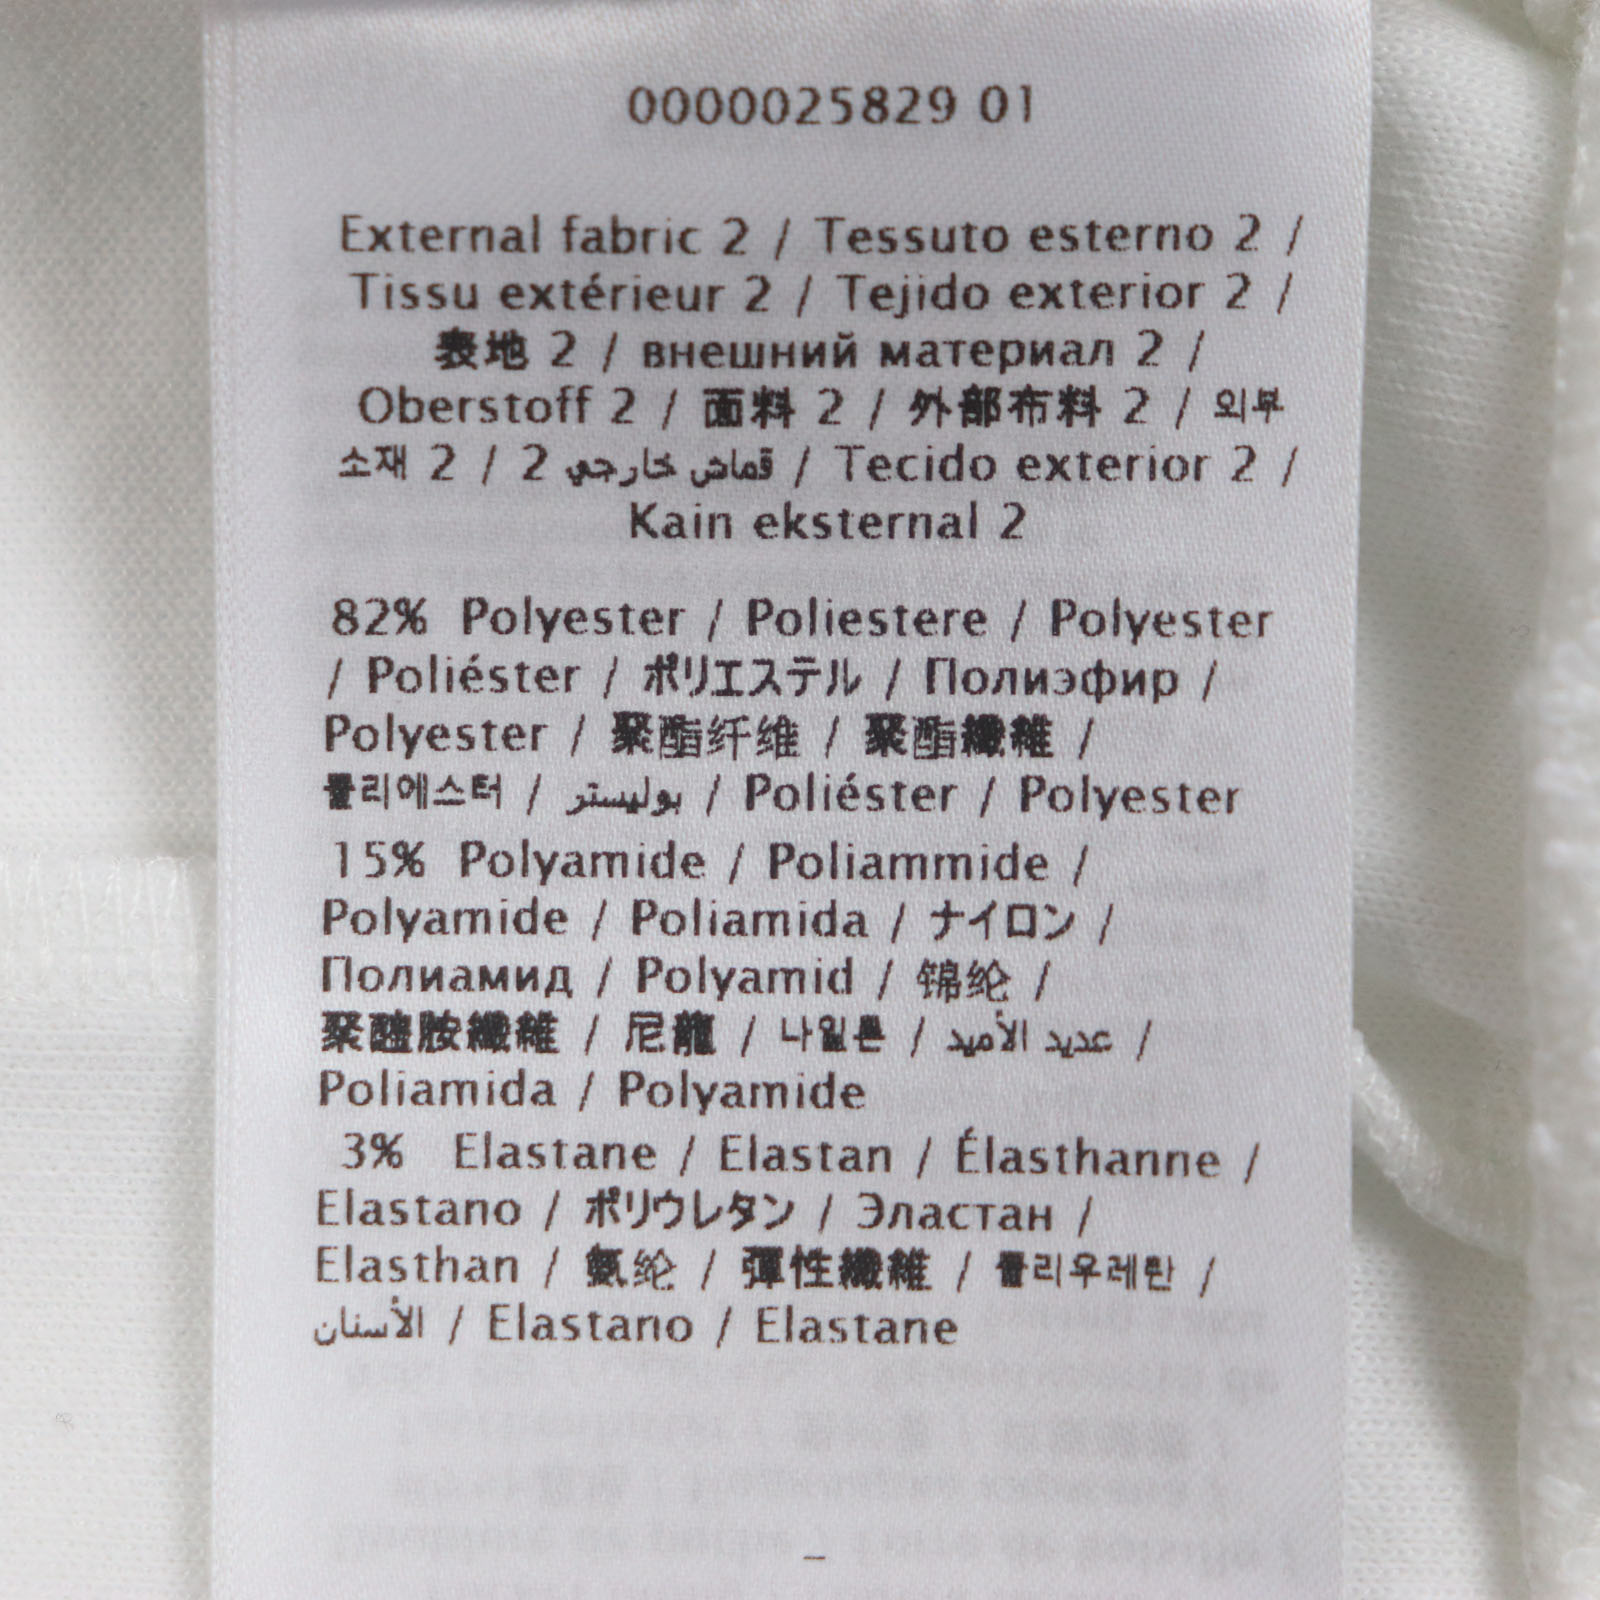 0000025829 01
External fabric 2 / Tessuto esterno 2 /
Tissu extérieur 2 / Tejido exterior 2 /
表地 2 / внешний материал 2 /
Oberstoff 2 / 面料 2 / 外部布料 2 / 외부
소재 2 / قماش خارجي 2 / Tecido exterior 2 /
Kain eksternal 2
82% Polyester / Poliestere / Polyester
/ Poliéster / ポリエステル / Полиэфир /
Polyester / 聚酯纤维 / 聚酯纖維 /
폴리에스터 / بوليستر / Poliéster / Polyester
15% Polyamide / Poliammide /
Polyamide / Poliamida / ナイロン /
Полиамид / Polyamid / 锦纶 /
聚醯胺纖維 / 尼龍 / 나일론 / عديد الأميد /
Poliamida / Polyamide
3% Elastane / Elastan / Élasthanne /
Elastano / ポリウレタン / Эластан /
Elasthan / 氨纶 / 彈性纖維 / 폴리우레탄 /
الأسنان / Elastano / Elastane